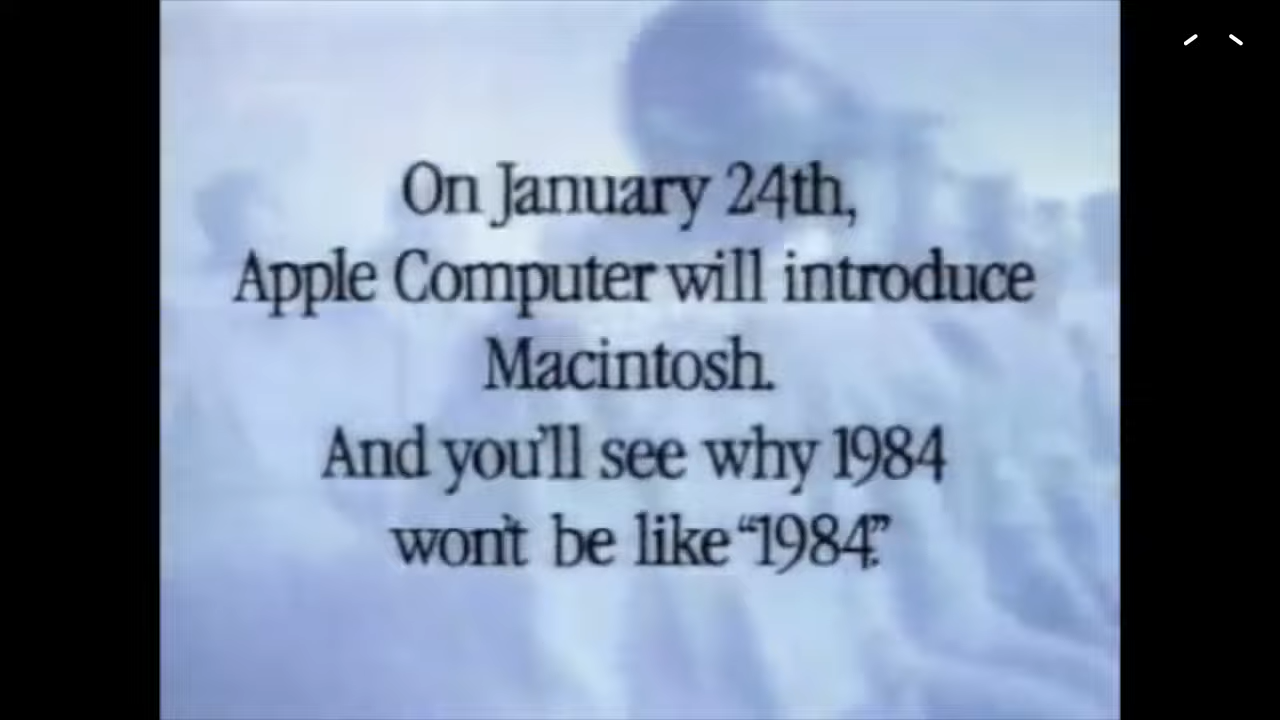 On January 24th,
Apple Computer will introduce
Macintosh.
And you'll see why 1984
won't be like “1984.”